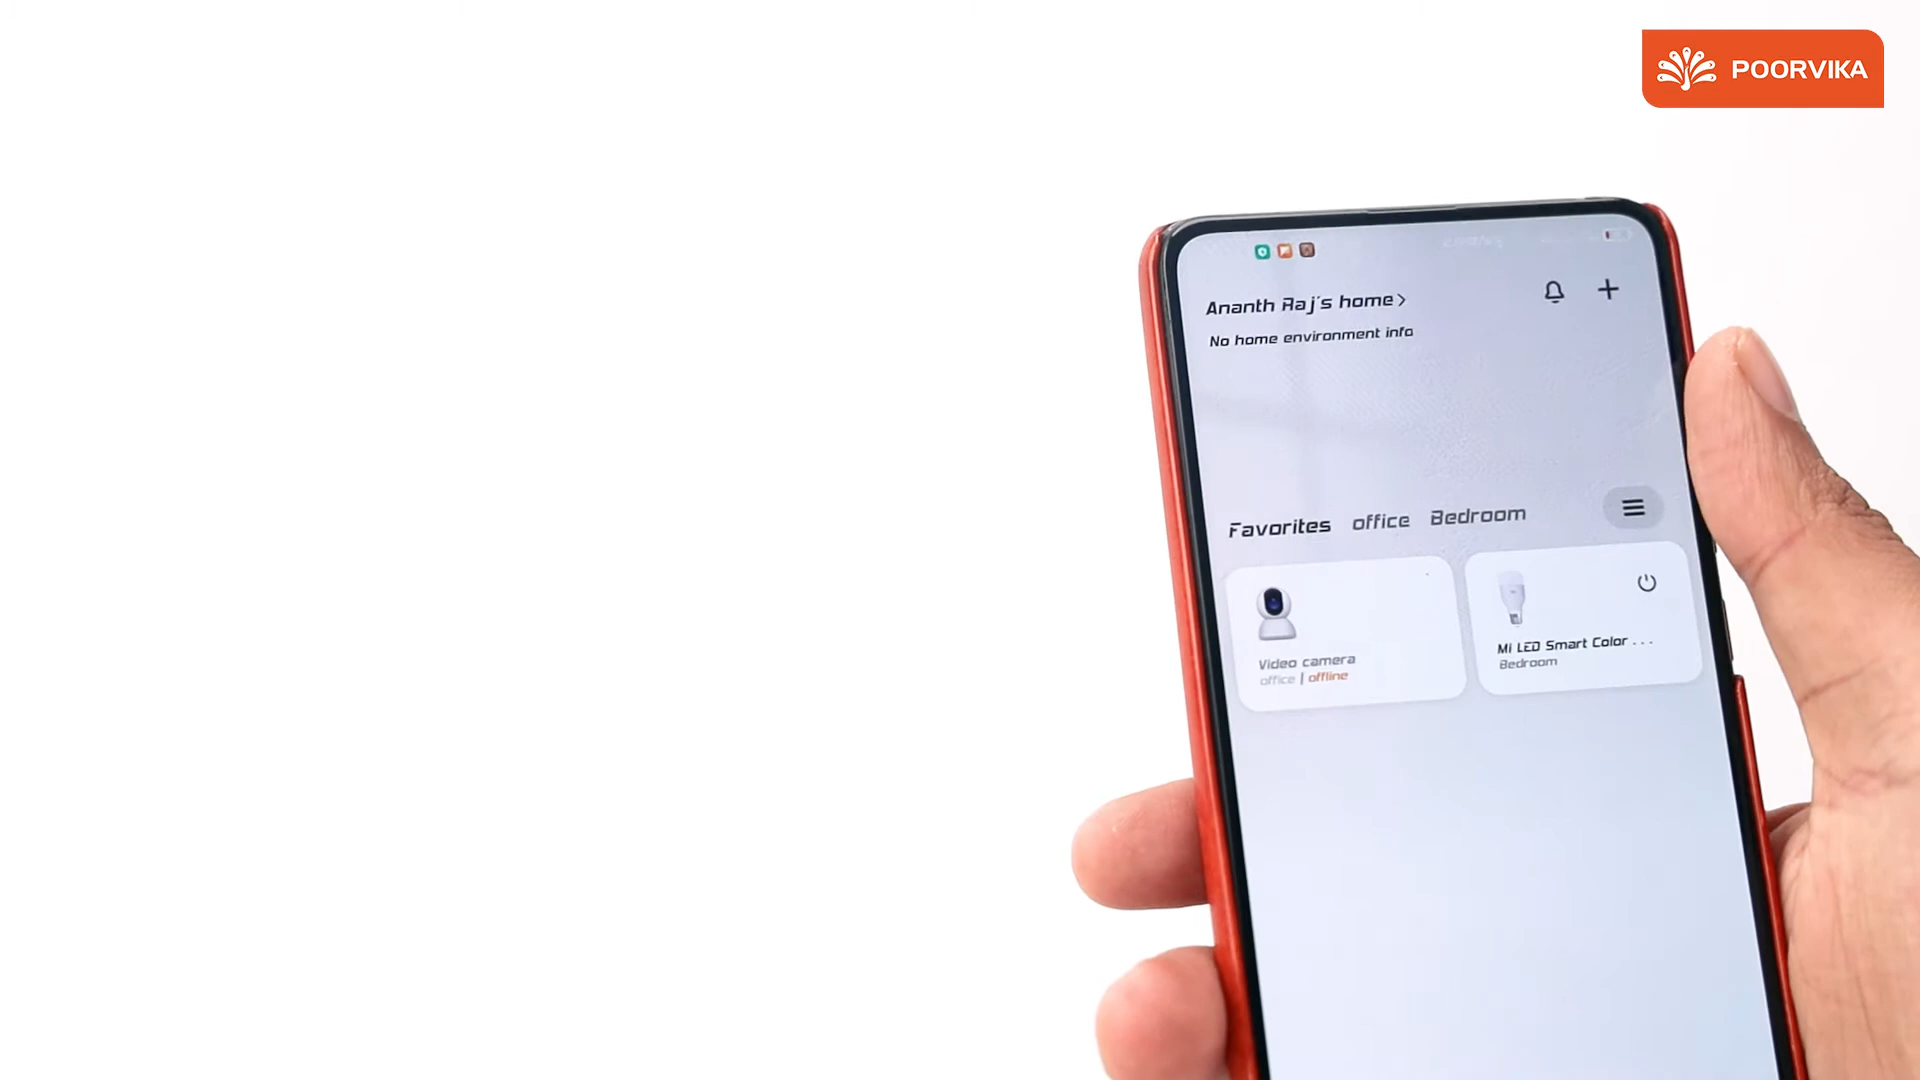 POORVIKA
Ananth Raj's home >
No home environment info
Favorites office Bedroom
Video camera
office | offline
Mi LED Smart Color ...
Bedroom